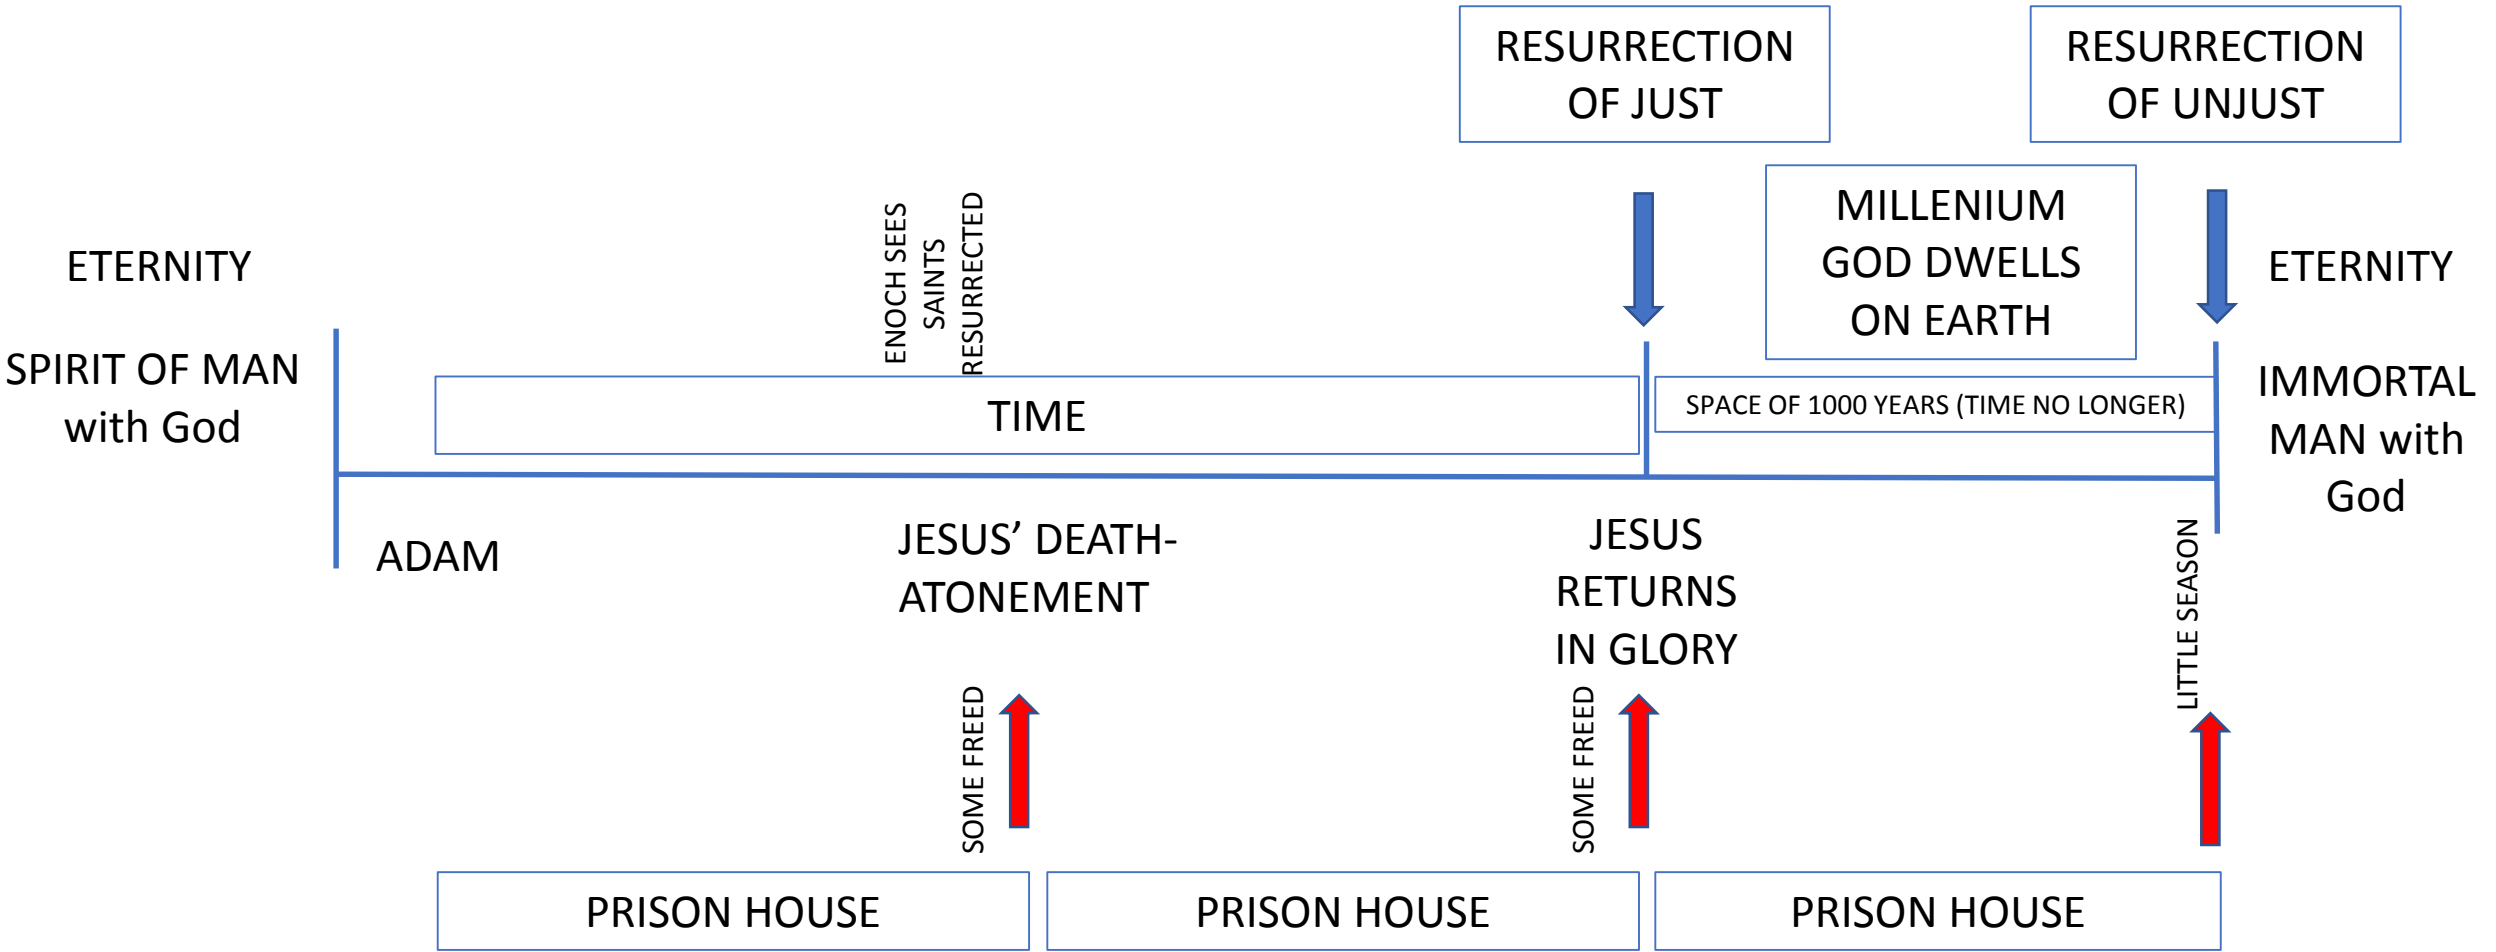 RESURRECTION
OF JUST
RESURRECTION
OF UNJUST
MILLENIUM
GOD DWELLS
ON EARTH
ENOCH SEES
SAINTS
RESURRECTED
ETERNITY
SPIRIT OF MAN
with God
ETERNITY
IMMORTAL
MAN with
God
TIME
SPACE OF 1000 YEARS (TIME NO LONGER)
ADAM
JESUS’ DEATH-
ATONEMENT
JESUS
RETURNS
IN GLORY
LITTLE SEASON
SOME FREED
SOME FREED
PRISON HOUSE
PRISON HOUSE
PRISON HOUSE